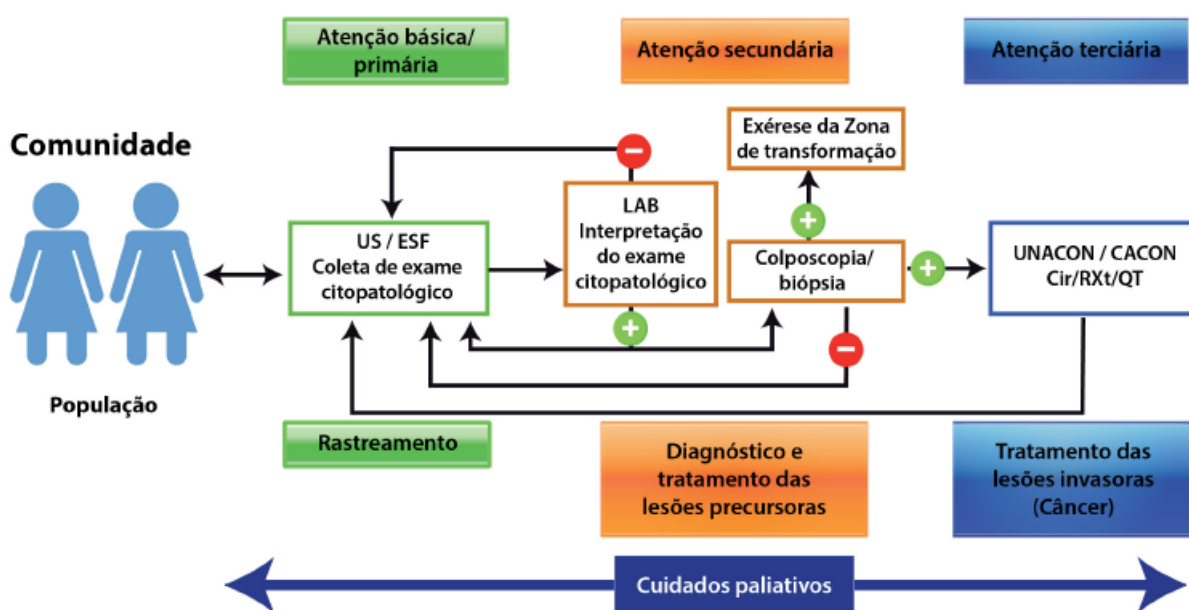 Atenção básica/
primária
Atenção secundária
Atenção terciária
Comunidade
População
US / ESF
Coleta de exame
citopatológico
LAB
Interpretação
do exame
citopatológico
Exérese da Zona
de transformação
Colposcopia/
biópsia
UNACON / CACON
Cir/RXt/QT
Rastreamento
Diagnóstico e
tratamento das
lesões precursoras
Tratamento das
lesões invasoras
(Câncer)
Cuidados paliativos